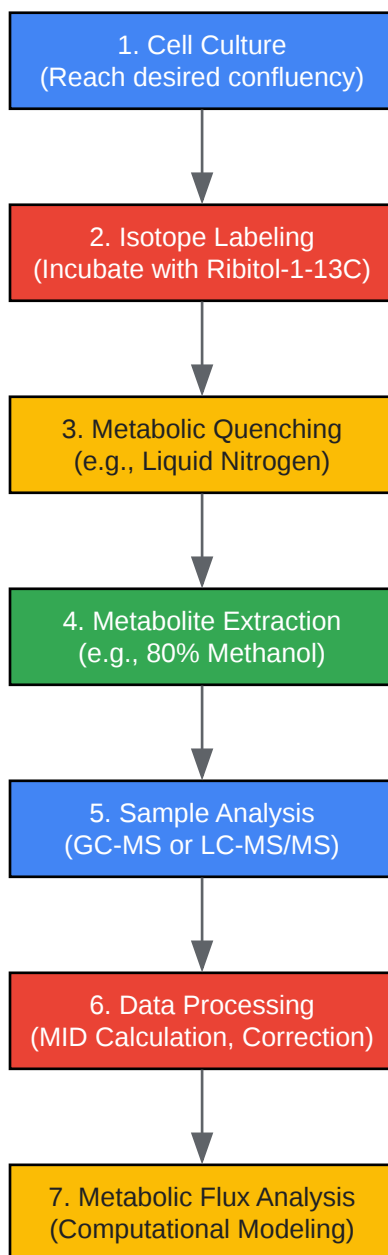 1. Cell Culture
(Reach desired confluency)
2. Isotope Labeling
(Incubate with Ribitol-1-13C)
3. Metabolic Quenching
(e.g., Liquid Nitrogen)
4. Metabolite Extraction
(e.g., 80% Methanol)
5. Sample Analysis
(GC-MS or LC-MS/MS)
6. Data Processing
(MID Calculation, Correction)
7. Metabolic Flux Analysis
(Computational Modeling)